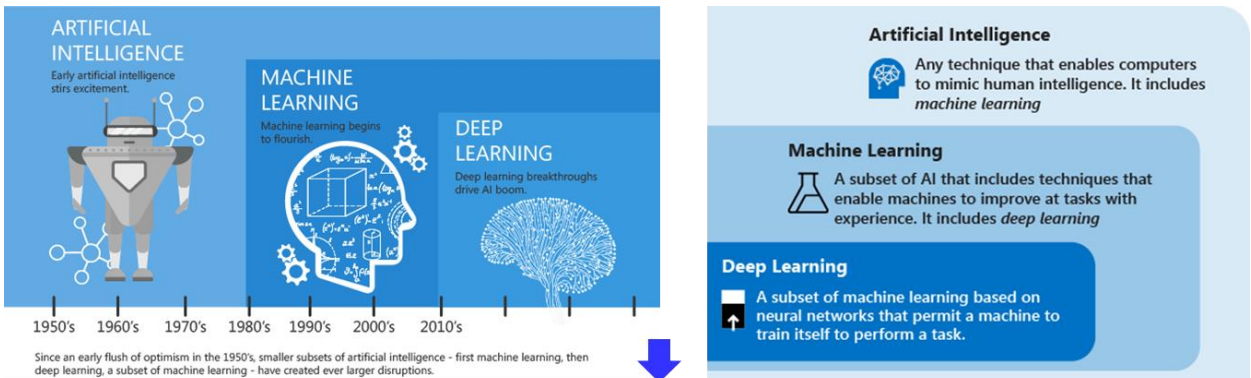 ARTIFICIAL
INTELLIGENCE
Early artificial intelligence
stirs excitement.
MACHINE
LEARNING
Machine learning begins
to flourish.
DEEP
LEARNING
Deep learning breakthroughs
drive AI boom.
1950's 1960's 1970's 1980's 1990's 2000's 2010's
Since an early flush of optimism in the 1950's, smaller subsets of artificial intelligence - first machine learning, then
deep learning, a subset of machine learning - have created ever larger disruptions.
Artificial Intelligence
Any technique that enables computers
to mimic human intelligence. It includes
machine learning
Machine Learning
A subset of AI that includes techniques that
enable machines to improve at tasks with
experience. It includes deep learning
Deep Learning
A subset of machine learning based on
neural networks that permit a machine to
train itself to perform a task.